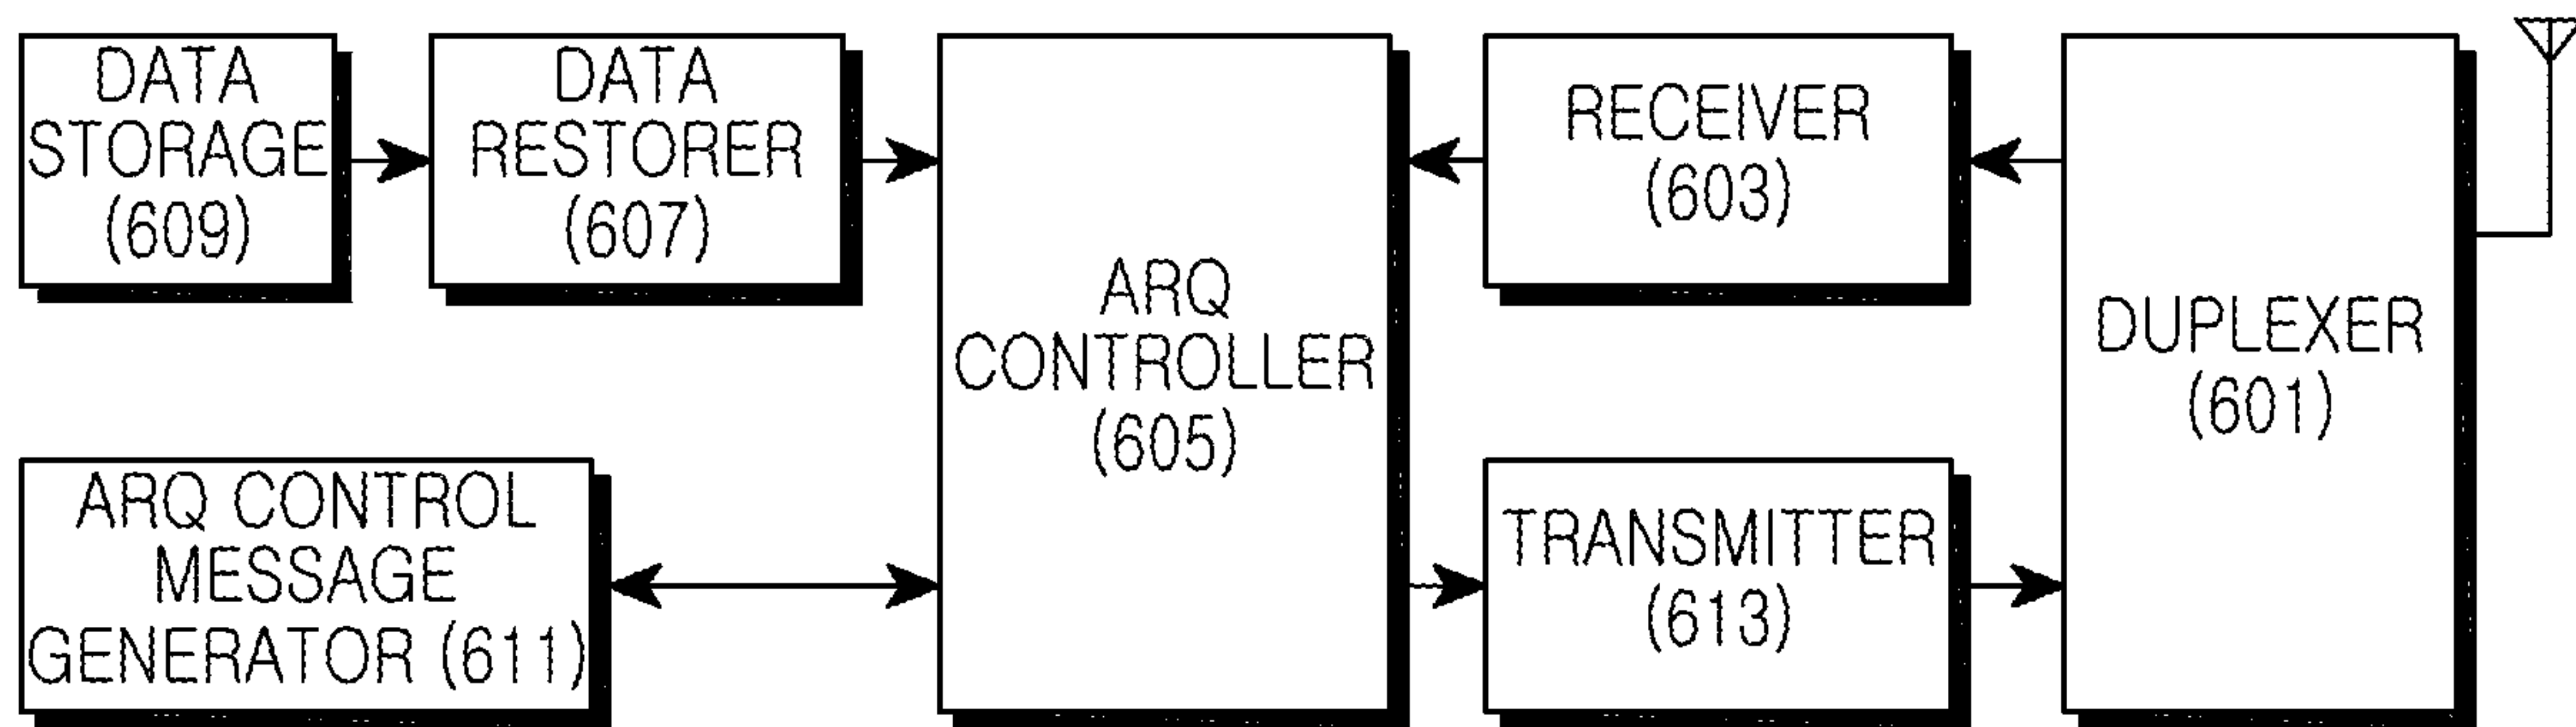 DATA
STORAGE
(609)
DATA
RESTORER
(607)
ARQ
CONTROLLER
(605)
RECEIVER
(603)
DUPLEXER
(601)
ARQ CONTROL
MESSAGE
GENERATOR (611)
TRANSMITTER
(613)